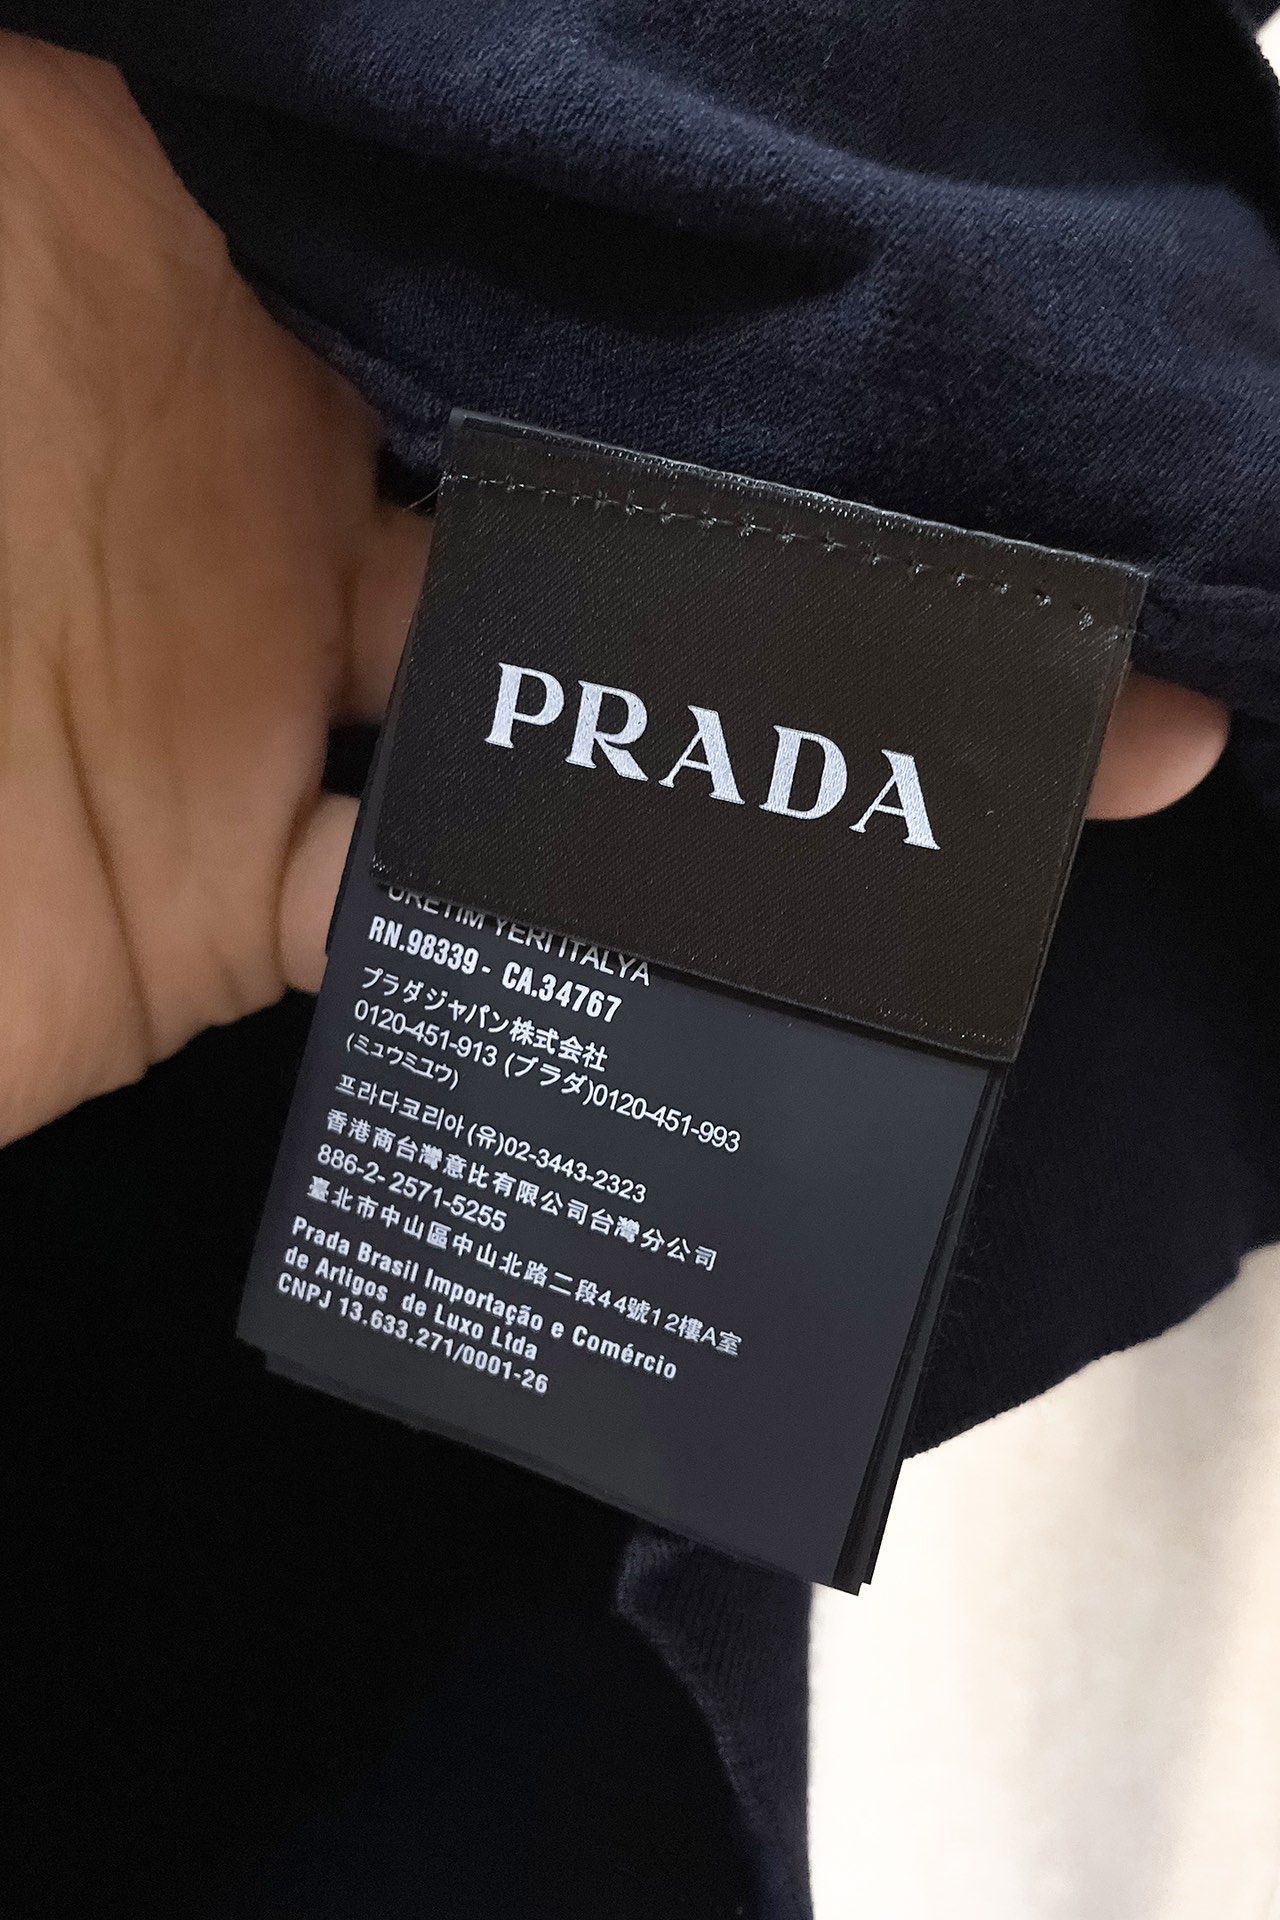 PRADA
ÜRETİM YERİ İTALYA
RN.98339 - CA.34767
プラダジャパン株式会社
0120-451-913 (プラダ)0120-451-993
(ミュウミュウ)
프라다코리아(유)02-3443-2323
香港商台灣意比有限公司台灣分公司
886-2- 2571-5255
臺北市中山區中山北路二段44號12樓A室
Prada Brasil Importação e Comércio
de Artigos de Luxo Ltda
CNPJ 13.633.271/0001-26